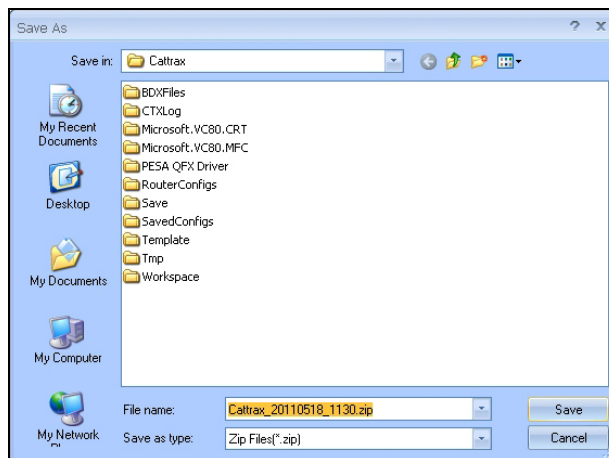 Save As
Save in:
Cattrax
My Recent
Documents
Desktop
My Documents
My Computer
My Network
BDXFiles
CTXLog
Microsoft.VC80.CRT
Microsoft.VC80.MFC
PESA QFX Driver
RouterConfigs
Save
SavedConfigs
Template
Tmp
Workspace
File name:
Cattrax_20110518_1130.zip
Save
Save as type:
Zip Files(*.zip)
Cancel